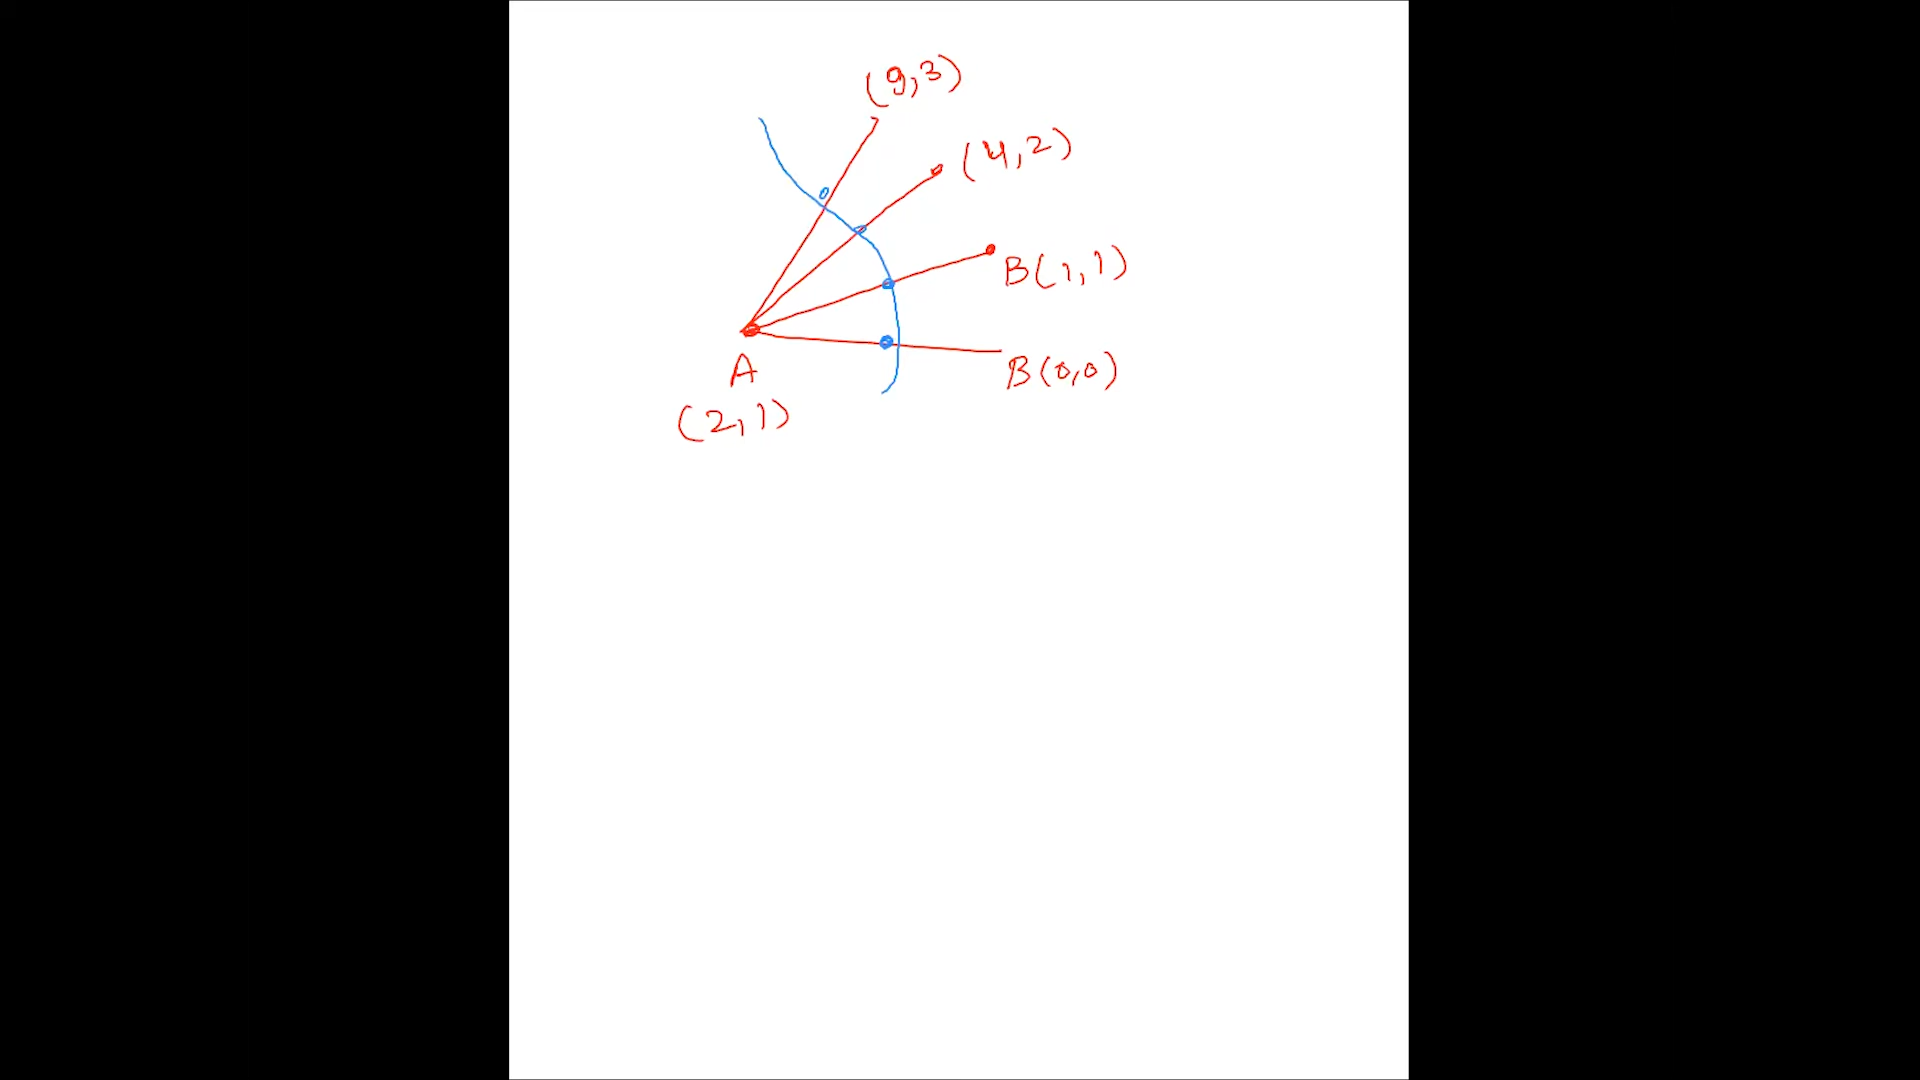 (9,3)
(4,2)
B(1,1)
B(0,0)
A
(2,1)